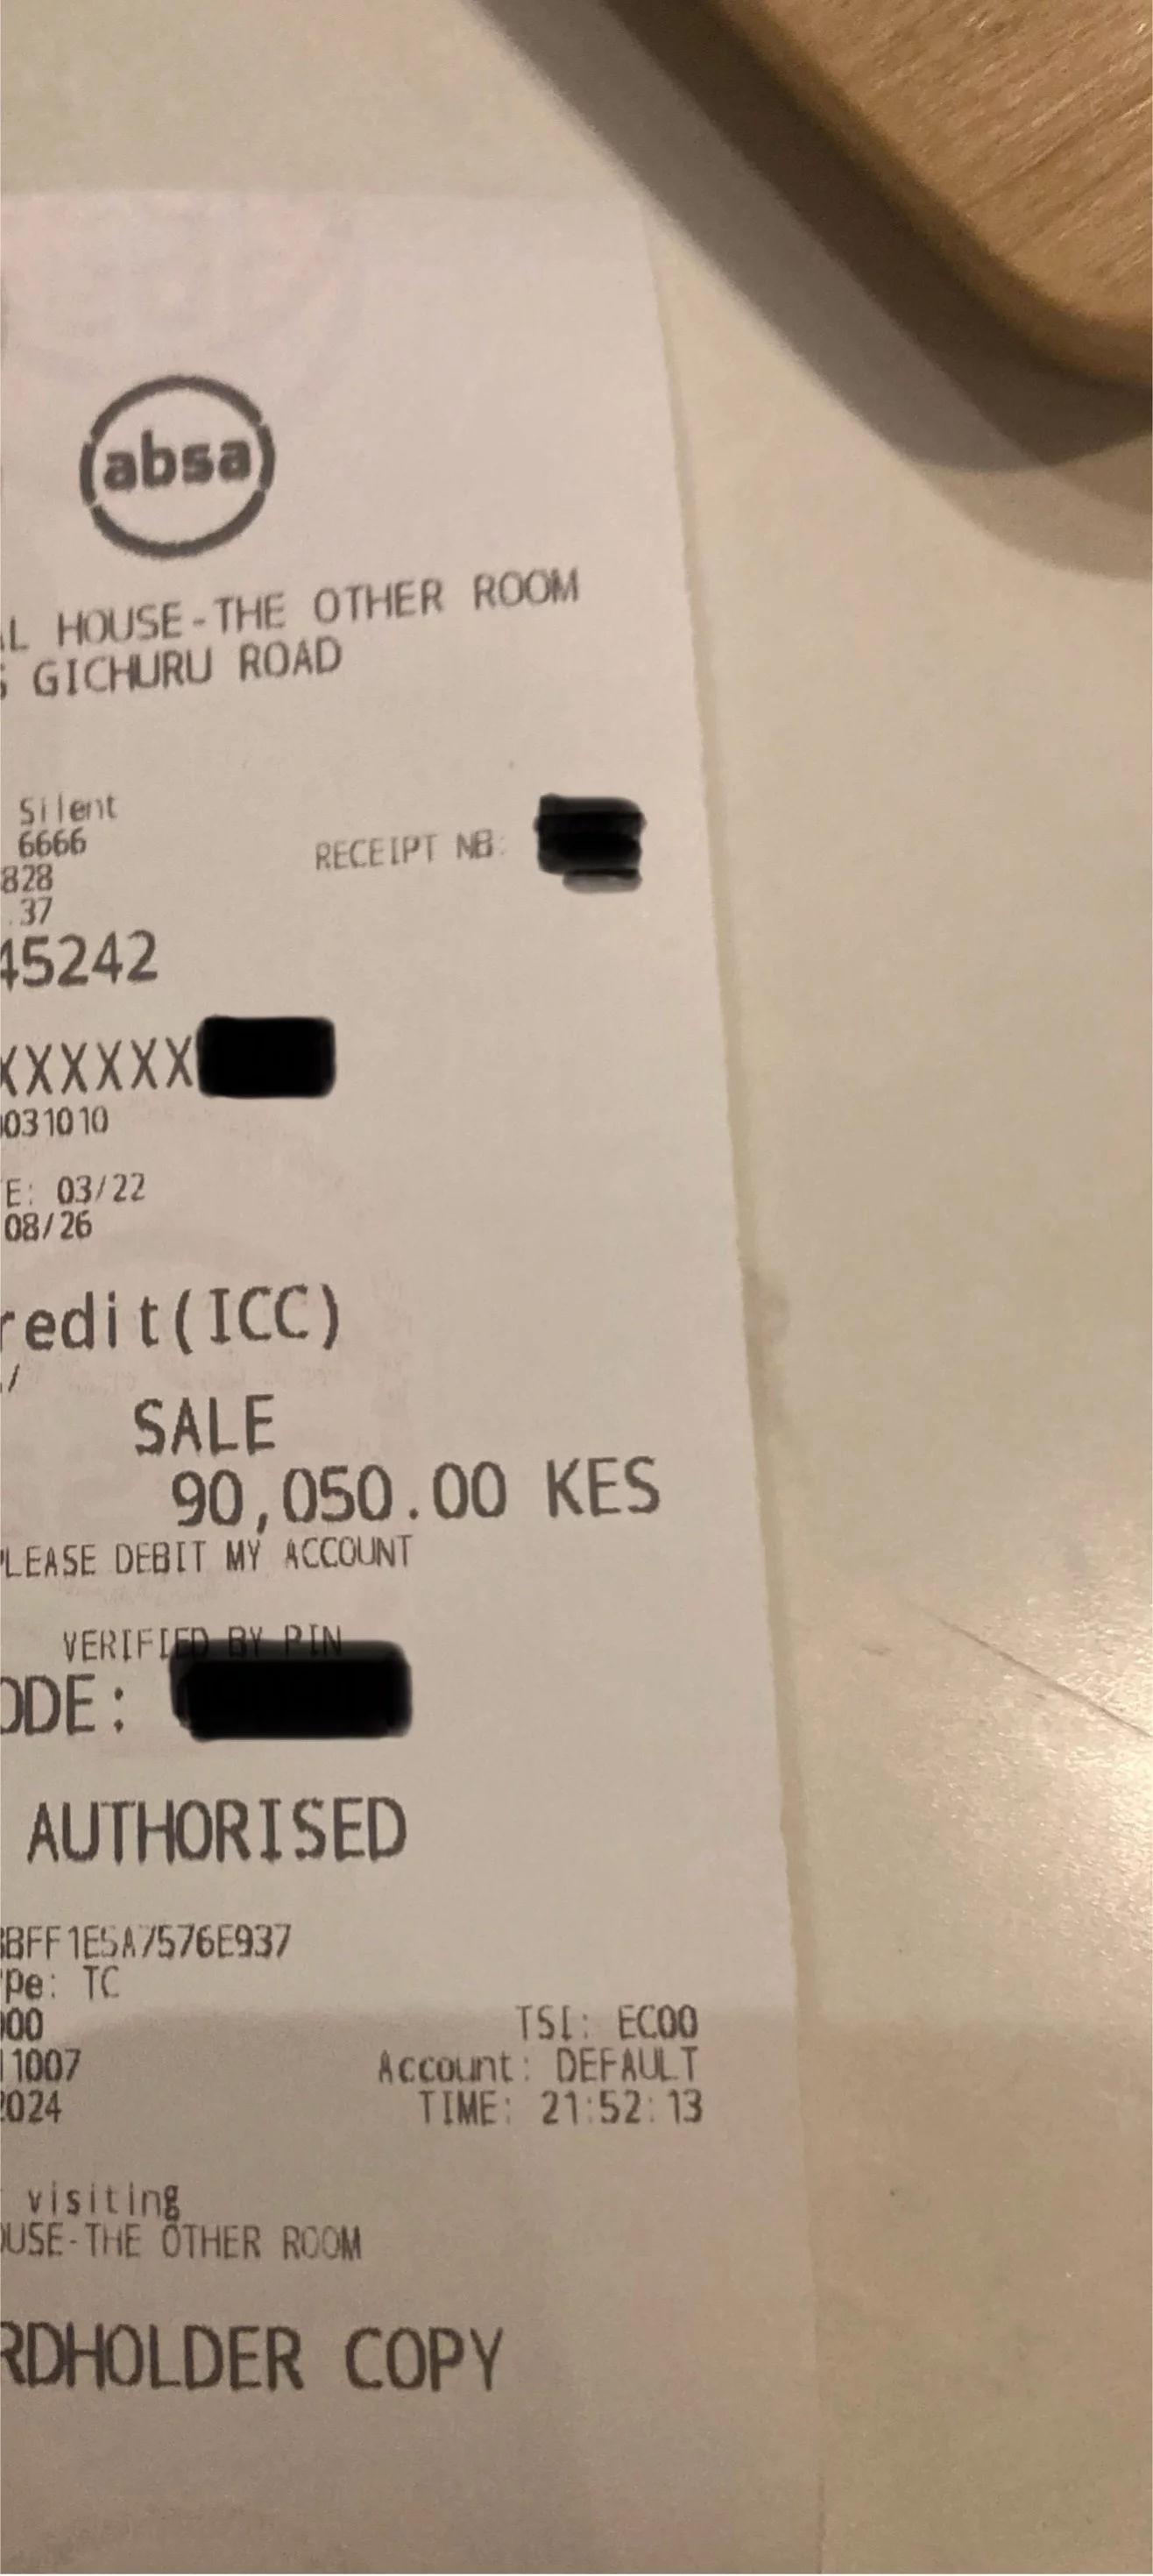 absa
L HOUSE-THE OTHER ROOM
GICHURU ROAD
Silent
6666
RECEIPT NB:
828
.37
45242
XXXXXX
031010
E: 03/22
08/26
redit(ICC)
/
SALE
90,050.00 KES
LEASE DEBIT MY ACCOUNT
VERIFIED BY PIN
ODE:
AUTHORISED
BFF1E5A7576E937
pe: TC
00
TSI: EC00
1007
Account: DEFAULT
2024
TIME: 21:52:13
visiting
USE-THE OTHER ROOM
RDHOLDER COPY